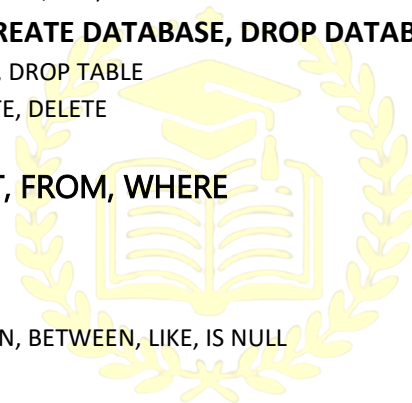 REATE DATABASE, DROP DATAB
, DROP TABLE
TE, DELETE
T, FROM, WHERE
N, BETWEEN, LIKE, IS NULL